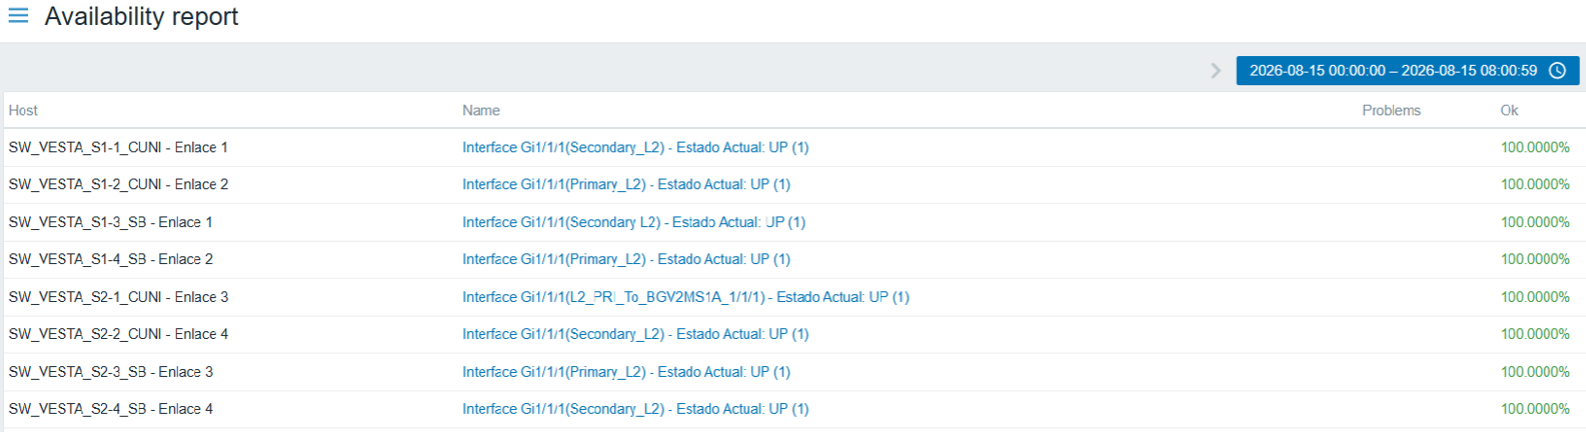 Availability report
2026-08-15 00:00:00 – 2026-08-15 08:00:59
Host Name Problems Ok
SW_VESTA_S1-1_CUNI - Enlace 1 Interface Gi1/1/1(Secondary_L2) - Estado Actual: UP (1) 100.0000%
SW_VESTA_S1-2_CUNI - Enlace 2 Interface Gi1/1/1(Primary_L2) - Estado Actual: UP (1) 100.0000%
SW_VESTA_S1-3_SB - Enlace 1 Interface Gi1/1/1(Secondary L2) - Estado Actual: UP (1) 100.0000%
SW_VESTA_S1-4_SB - Enlace 2 Interface Gi1/1/1(Primary_L2) - Estado Actual: UP (1) 100.0000%
SW_VESTA_S2-1_CUNI - Enlace 3 Interface Gi1/1/1(L2_PRI_To_BGV2MS1A_1/1/1) - Estado Actual: UP (1) 100.0000%
SW_VESTA_S2-2_CUNI - Enlace 4 Interface Gi1/1/1(Secondary_L2) - Estado Actual: UP (1) 100.0000%
SW_VESTA_S2-3_SB - Enlace 3 Interface Gi1/1/1(Primary_L2) - Estado Actual: UP (1) 100.0000%
SW_VESTA_S2-4_SB - Enlace 4 Interface Gi1/1/1(Secondary_L2) - Estado Actual: UP (1) 100.0000%